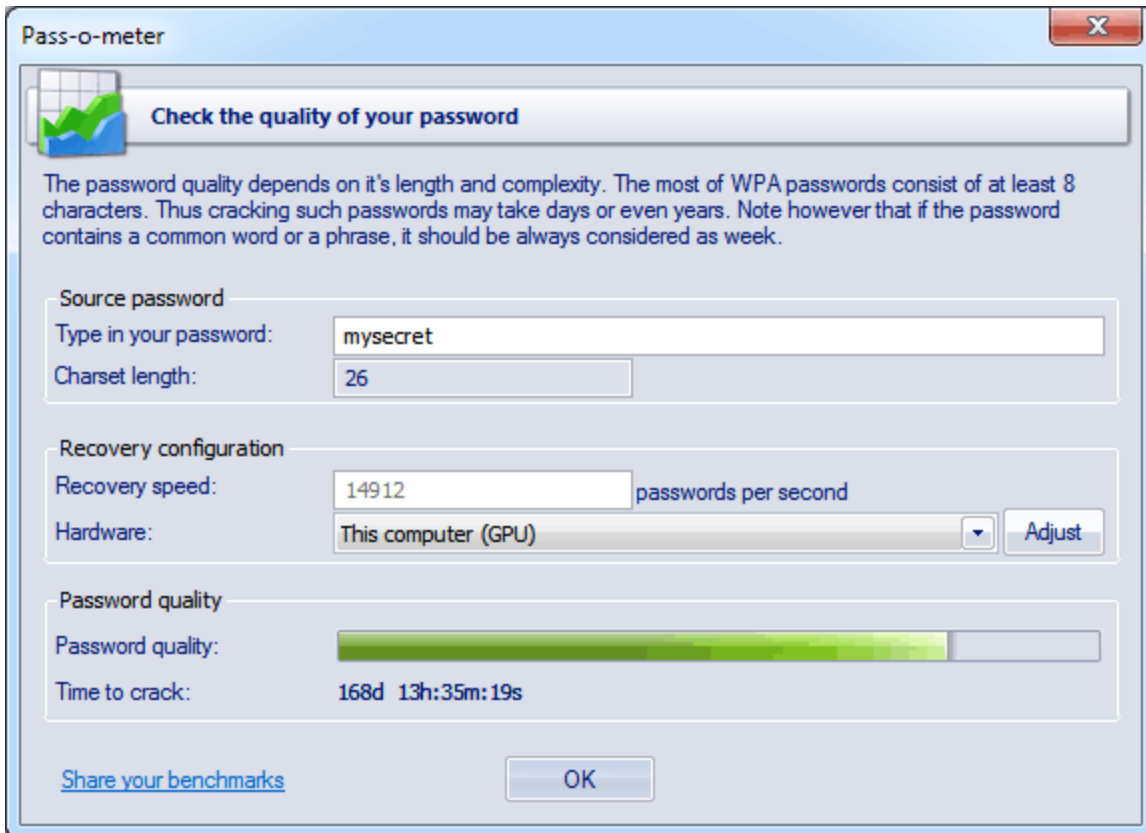 Pass-o-meter
Check the quality of your password
The password quality depends on it's length and complexity. The most of WPA passwords consist of at least 8
characters. Thus cracking such passwords may take days or even years. Note however that if the password
contains a common word or a phrase, it should be always considered as week.
Source password
Type in your password: mysecret
Charset length: 26
Recovery configuration
Recovery speed: 14912 passwords per second
Hardware: This computer (GPU) Adjust
Password quality
Password quality:
Time to crack: 168d 13h:35m:19s
Share your benchmarks OK